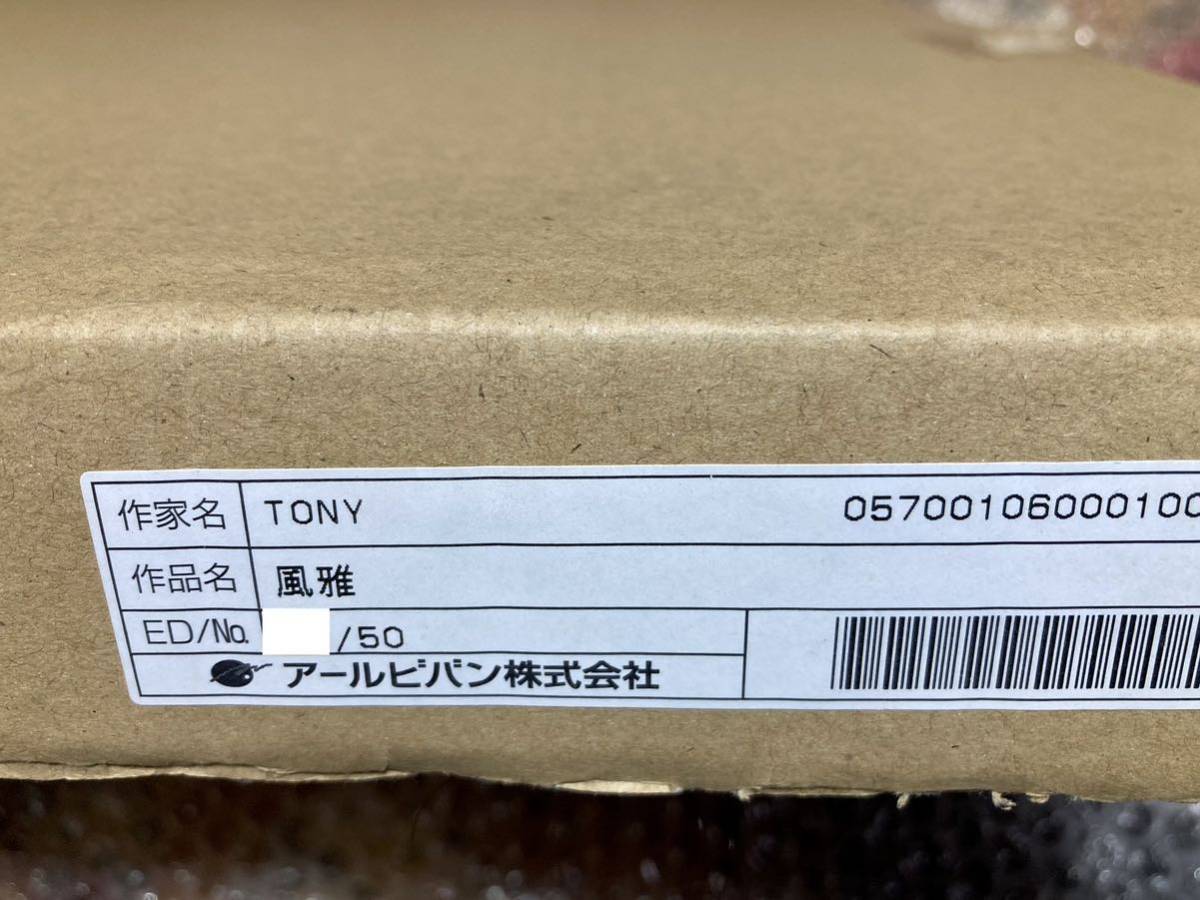 作家名 TONY 05700106000100
作品名 風雅
ED/No. /50
アールビバン株式会社